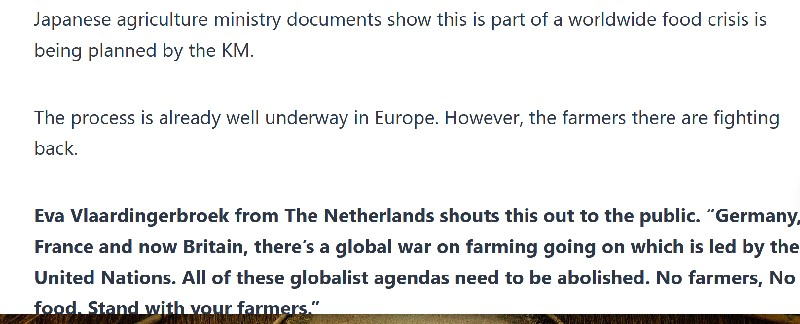 Japanese agriculture ministry documents show this is part of a worldwide food crisis is
being planned by the KM.
The process is already well underway in Europe. However, the farmers there are fighting
back.
Eva Vlaardingerbroek from The Netherlands shouts this out to the public. “Germany,
France and now Britain, there’s a global war on farming going on which is led by the
United Nations. All of these globalist agendas need to be abolished. No farmers, No
food. Stand with your farmers.”